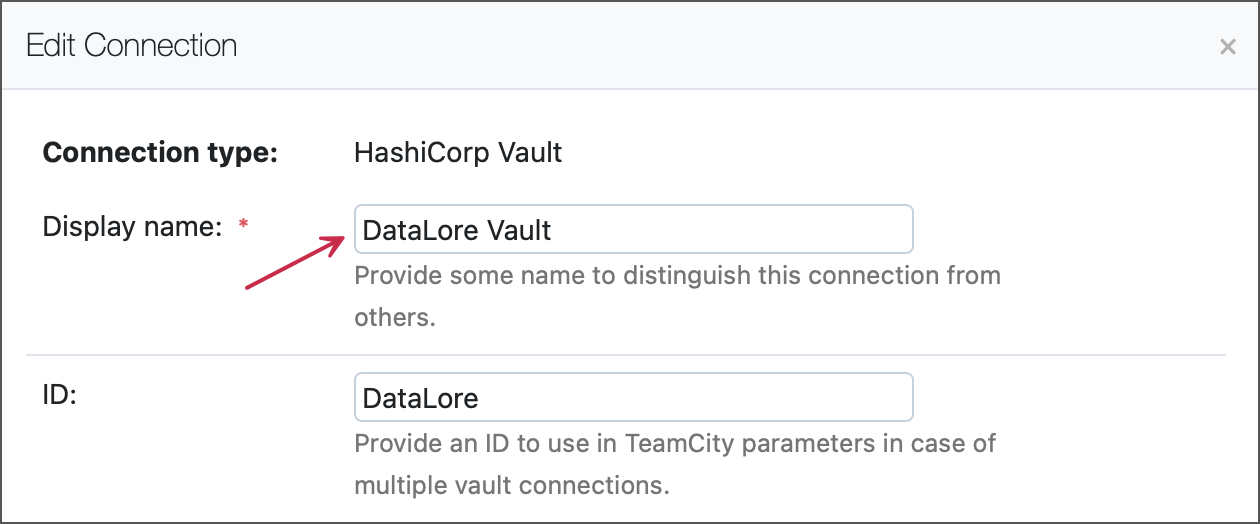 Edit Connection ×
Connection type: HashiCorp Vault
Display name: * DataLore Vault
Provide some name to distinguish this connection from
others.
ID: DataLore
Provide an ID to use in TeamCity parameters in case of
multiple vault connections.